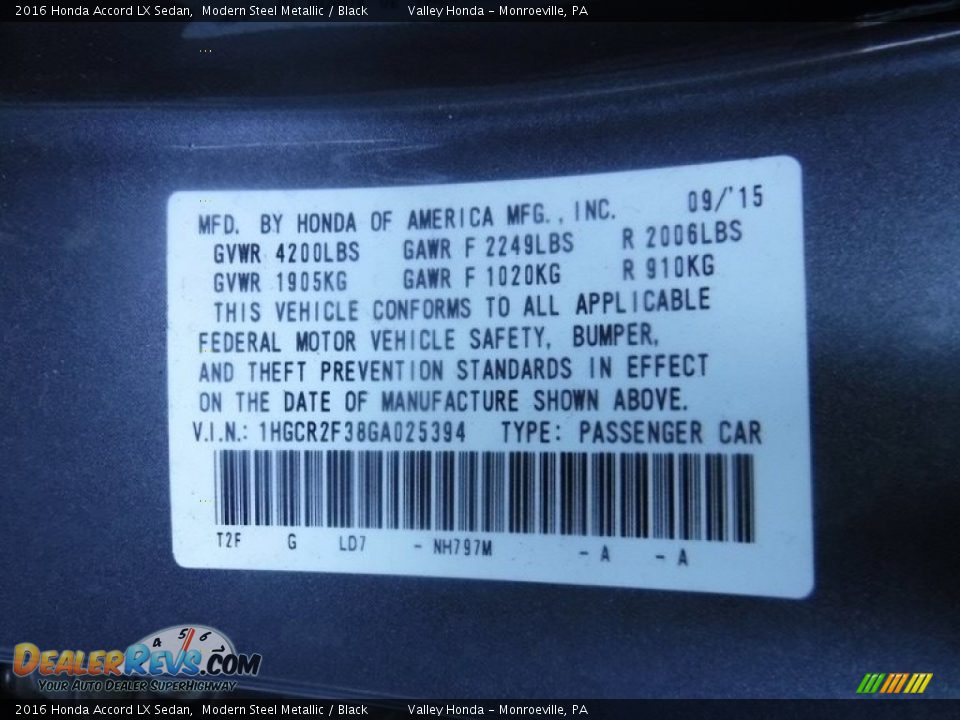 2016 Honda Accord LX Sedan, Modern Steel Metallic / Black Valley Honda - Monroeville, PA
MFD. BY HONDA OF AMERICA MFG., INC. 09/'15
GVWR 4200LBS GAWR F 2249LBS R 2006LBS
GVWR 1905KG GAWR F 1020KG R 910KG
THIS VEHICLE CONFORMS TO ALL APPLICABLE
FEDERAL MOTOR VEHICLE SAFETY, BUMPER,
AND THEFT PREVENTION STANDARDS IN EFFECT
ON THE DATE OF MANUFACTURE SHOWN ABOVE.
V.I.N.: 1HGCR2F38GA025394 TYPE: PASSENGER CAR
T2F G LD7 - NH797M - A - A
4 5 6
DEALERREVS.COM
YOUR AUTO DEALER SUPERHIGHWAY
2016 Honda Accord LX Sedan, Modern Steel Metallic / Black Valley Honda - Monroeville, PA